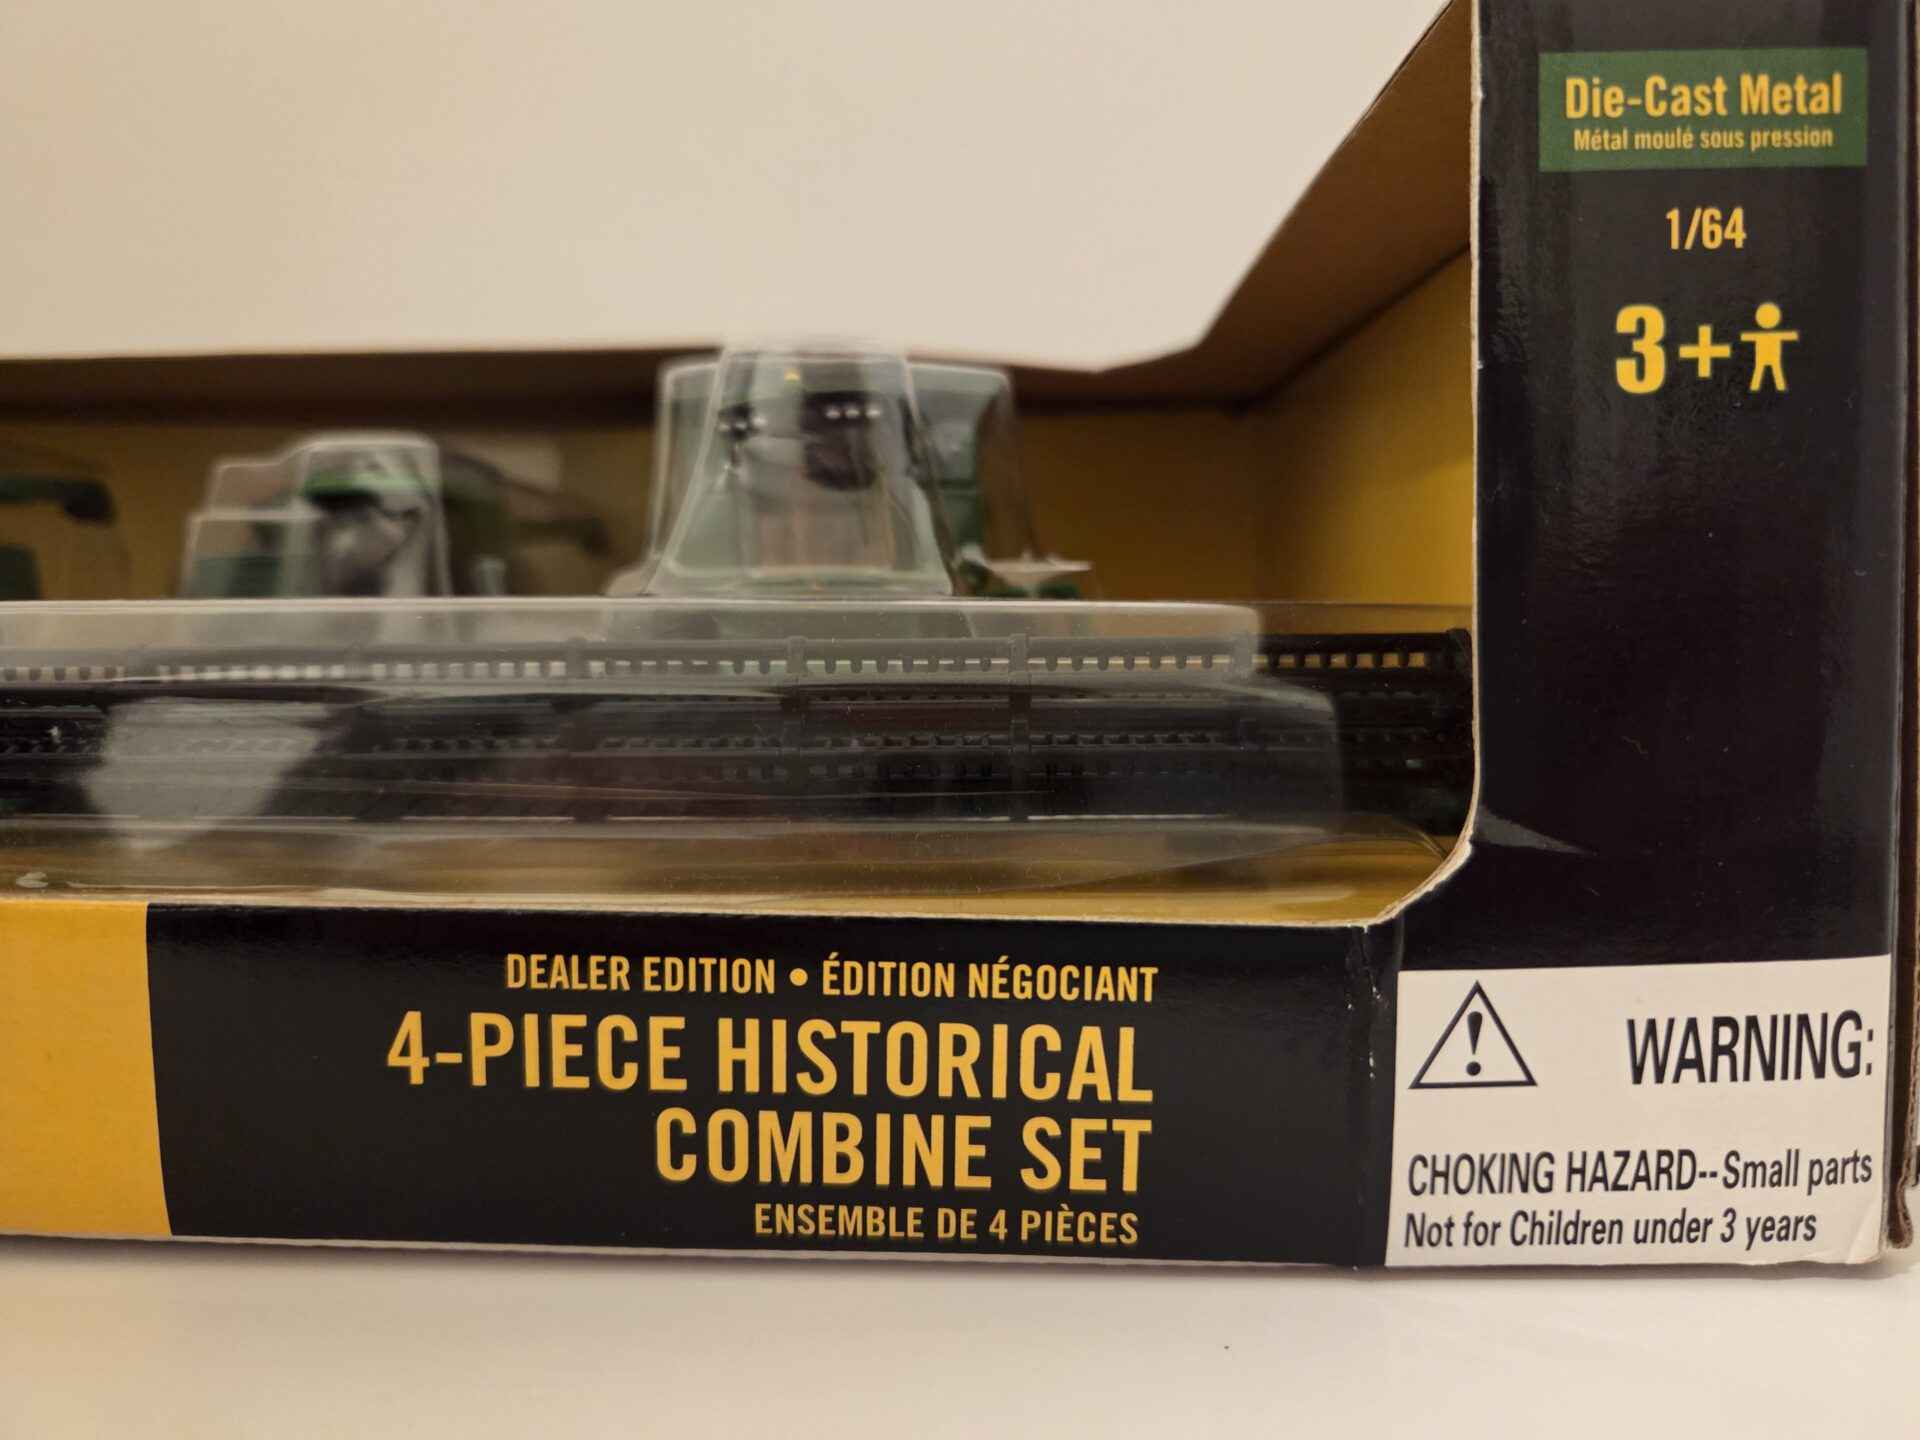 Die-Cast Metal
Métal moulé sous pression
1/64
3+
DEALER EDITION • ÉDITION NÉGOCIANT
4-PIECE HISTORICAL
COMBINE SET
ENSEMBLE DE 4 PIÈCES
WARNING:
CHOKING HAZARD--Small parts
Not for Children under 3 years